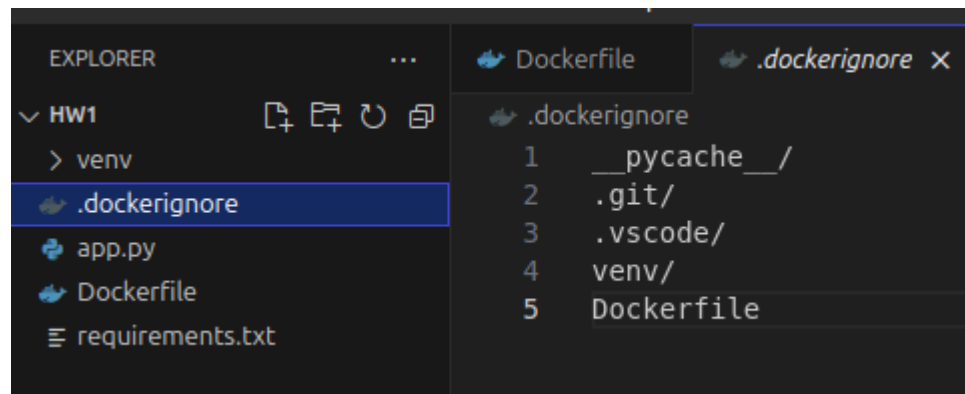 EXPLORER
HW1
venv
.dockerignore
app.py
Dockerfile
requirements.txt
Dockerfile
.dockerignore
.dockerignore
1 __pycache__/
2 .git/
3 .vscode/
4 venv/
5 Dockerfile